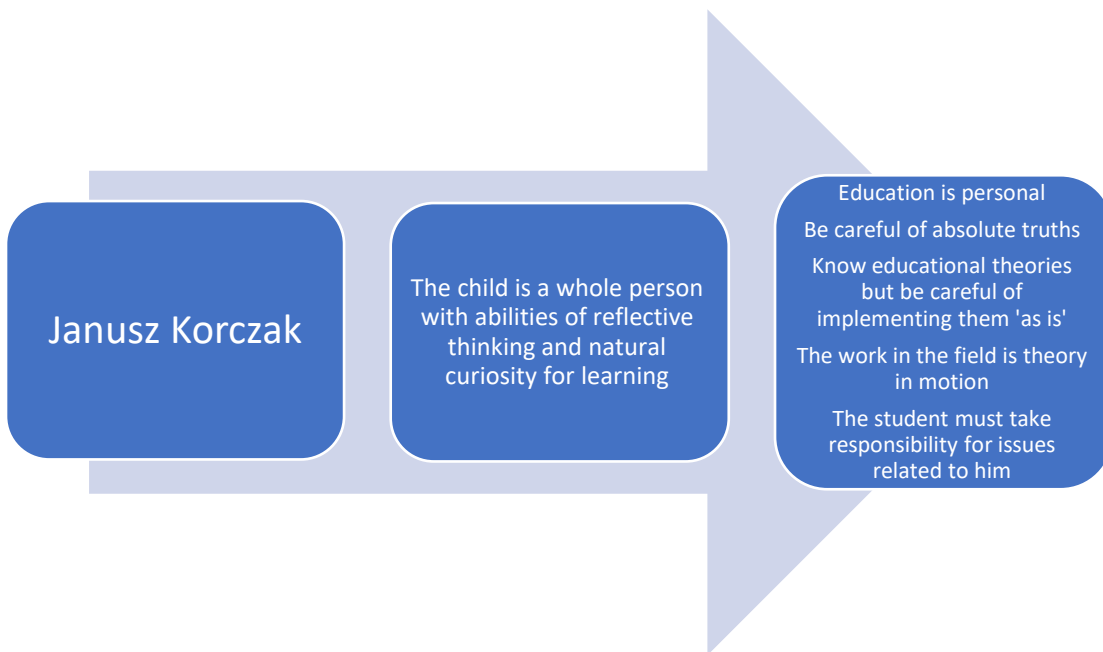 Janusz Korczak
The child is a whole person
with abilities of reflective
thinking and natural
curiosity for learning
Education is personal
Be careful of absolute truths
Know educational theories
but be careful of
implementing them 'as is'
The work in the field is theory
in motion
The student must take
responsibility for issues
related to him